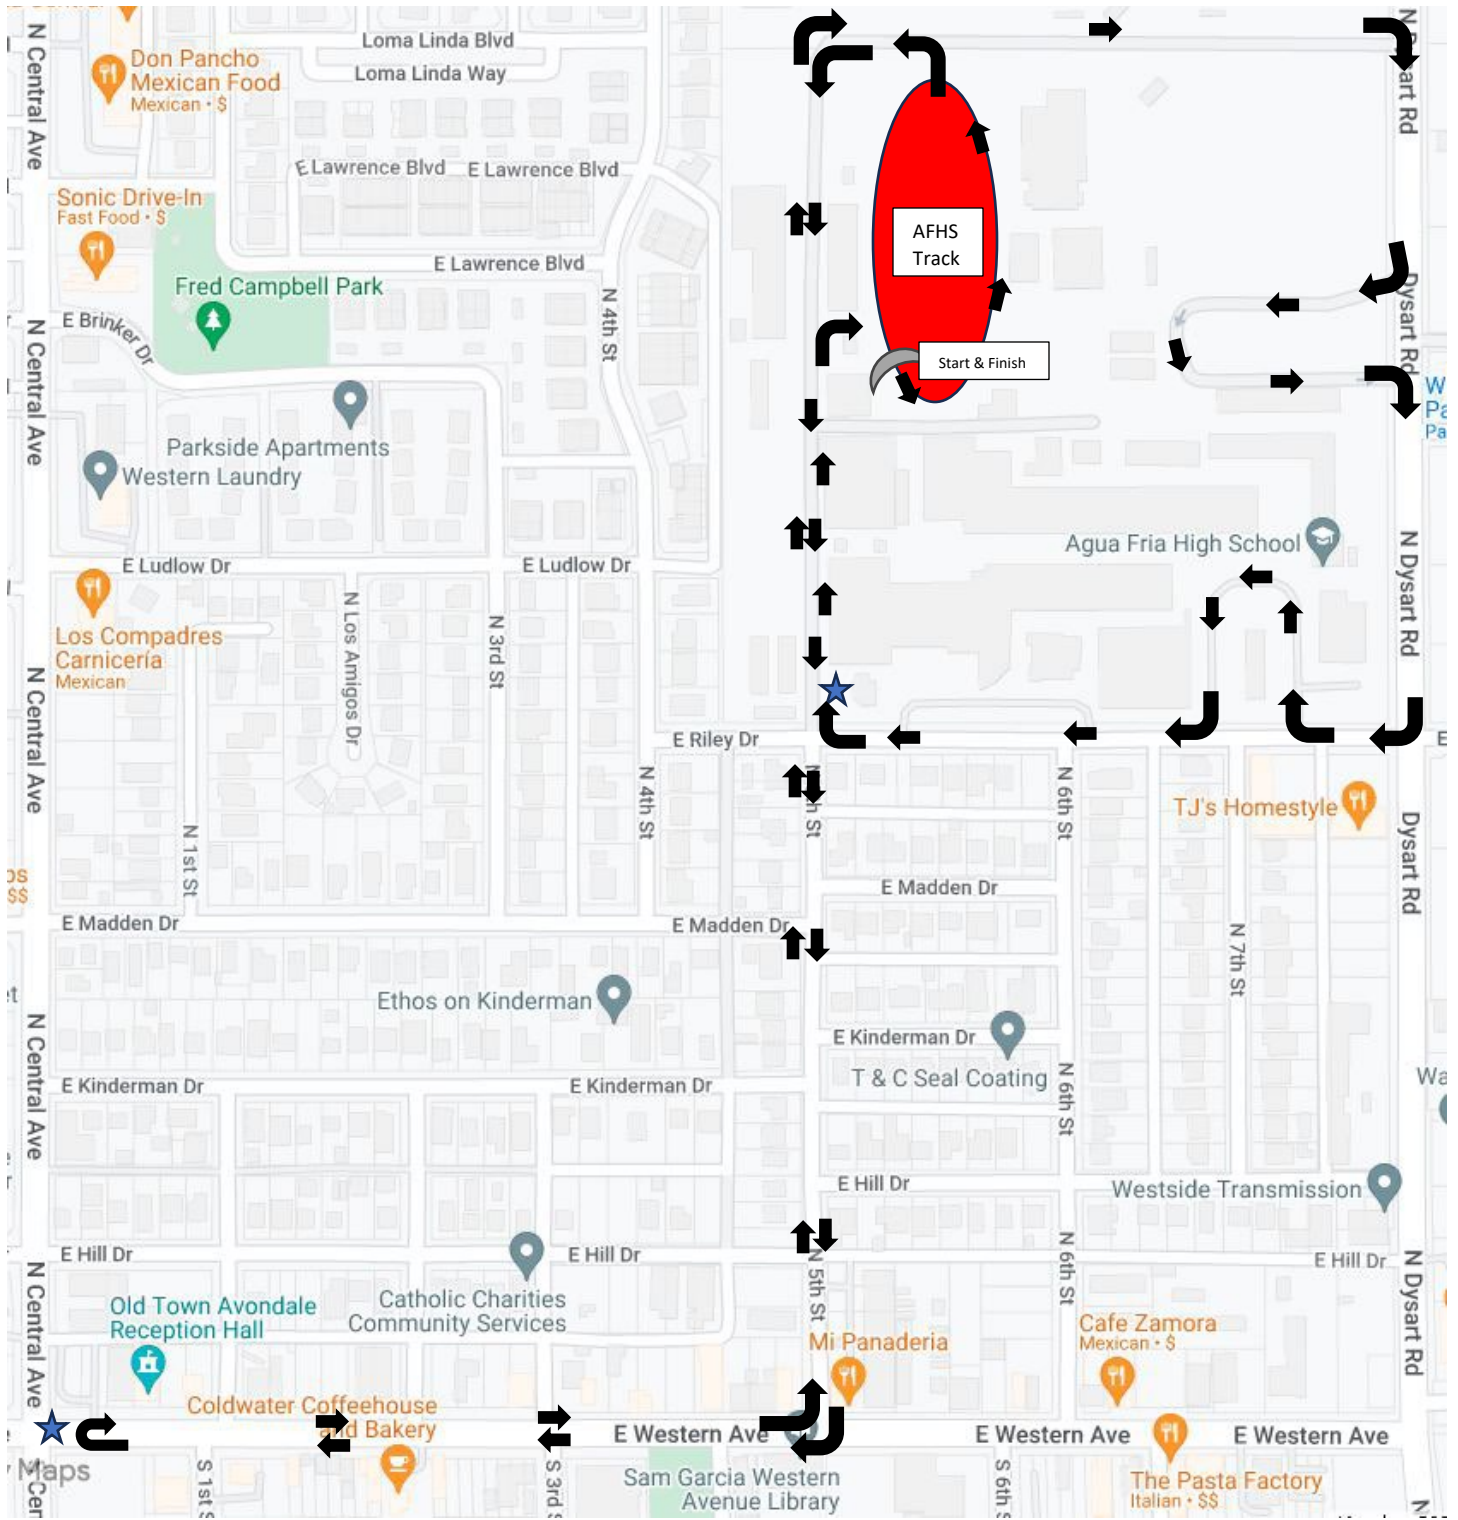 Loma Linda Blvd
Loma Linda Way
Don Pancho
Mexican Food
Mexican • $
N Central Ave
E Lawrence Blvd
E Lawrence Blvd
Sonic Drive-In
Fast Food • $
AFHS
Track
E Lawrence Blvd
Fred Campbell Park
N 4th St
E Brinker Dr
N Central Ave
Start & Finish
Dysart Rd
Parkside Apartments
Western Laundry
Agua Fria High School
N Dysart Rd
E Ludlow Dr
E Ludlow Dr
Los Compadres
Carnicería
Mexican
N Los Amigos Dr
N 3rd St
N Central Ave
E Riley Dr
N 4th St
N 6th St
TJ's Homestyle
Dysart Rd
N 1st St
$$
E Madden Dr
E Madden Dr
E Madden Dr
N 7th St
Ethos on Kinderman
E Kinderman Dr
T & C Seal Coating
N Central Ave
E Kinderman Dr
E Kinderman Dr
N 6th St
E Hill Dr
Westside Transmission
E Hill Dr
E Hill Dr
E Hill Dr
N Central Ave
N 5th St
N 6th St
N Dysart Rd
Old Town Avondale
Reception Hall
Catholic Charities
Community Services
Mi Panaderia
Cafe Zamora
Mexican • $
Coldwater Coffeehouse
and Bakery
E Western Ave
E Western Ave
E Western Ave
Maps
S 1st S
S 3rd S
Sam Garcia Western
Avenue Library
S 6th S
The Pasta Factory
Italian • $$